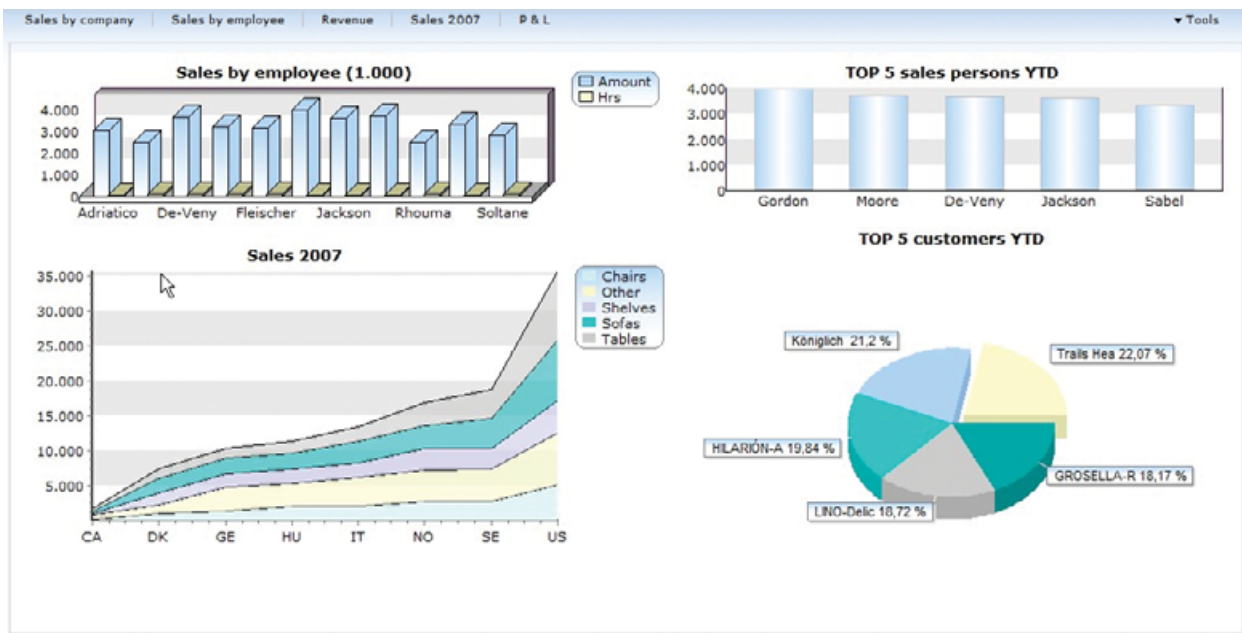 Sales by company Sales by employee Revenue Sales 2007 P & L ▾ Tools
Sales by employee (1.000)
Amount
Hrs
4.000
3.000
2.000
1.000
0
Adriatico De-Veny Fleischer Jackson Rhouma Soltane
TOP 5 sales persons YTD
4.000
3.000
2.000
1.000
0
Gordon Moore De-Veny Jackson Sabel
Sales 2007
Chairs
Other
Shelves
Sofas
Tables
35.000
30.000
25.000
20.000
15.000
10.000
5.000
CA DK GE HU IT NO SE US
TOP 5 customers YTD
Königlich 21,2 %
Trails Hea 22,07 %
HILARIÓN-A 19,84 %
GROSELLA-R 18,17 %
LINO-Delic 18,72 %